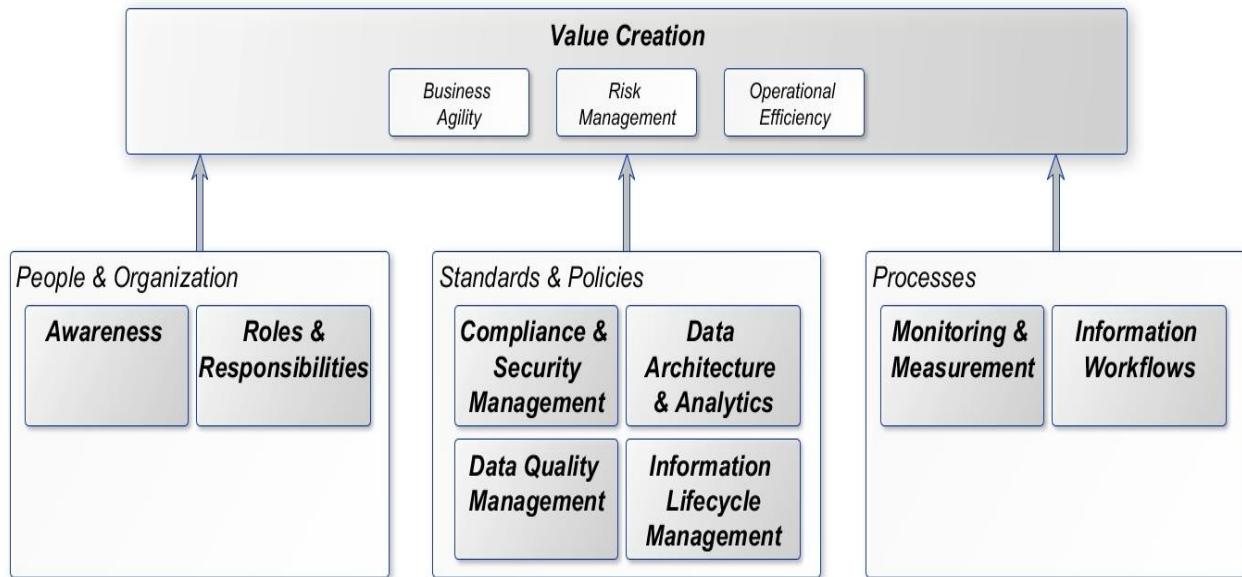 Value Creation
Business
Agility
Risk
Management
Operational
Efficiency
People & Organization
Awareness
Roles &
Responsibilities
Standards & Policies
Compliance &
Security
Management
Data
Architecture
& Analytics
Data Quality
Management
Information
Lifecycle
Management
Processes
Monitoring &
Measurement
Information
Workflows